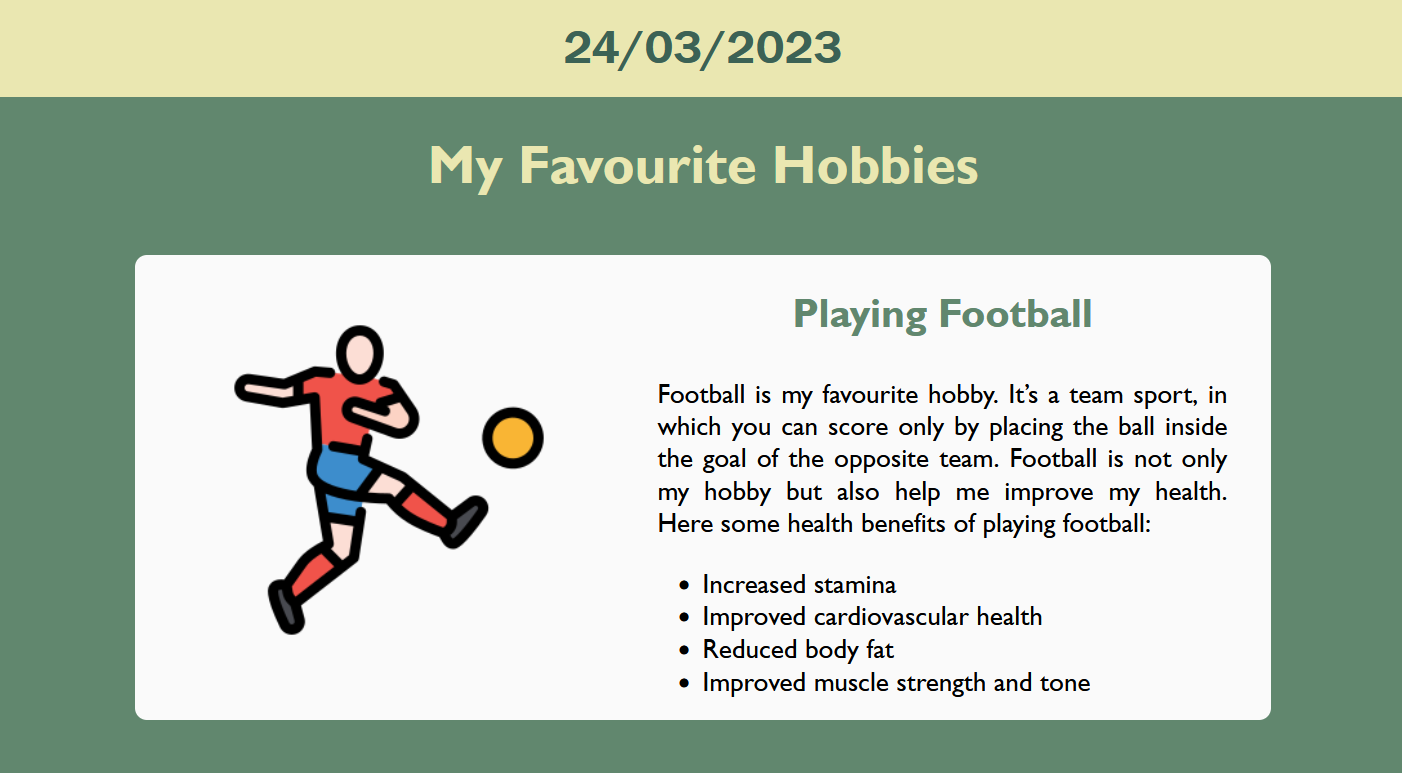 24/03/2023
My Favourite Hobbies
Playing Football
Football is my favourite hobby. It’s a team sport, in
which you can score only by placing the ball inside
the goal of the opposite team. Football is not only
my hobby but also help me improve my health.
Here some health benefits of playing football:
• Increased stamina
• Improved cardiovascular health
• Reduced body fat
• Improved muscle strength and tone